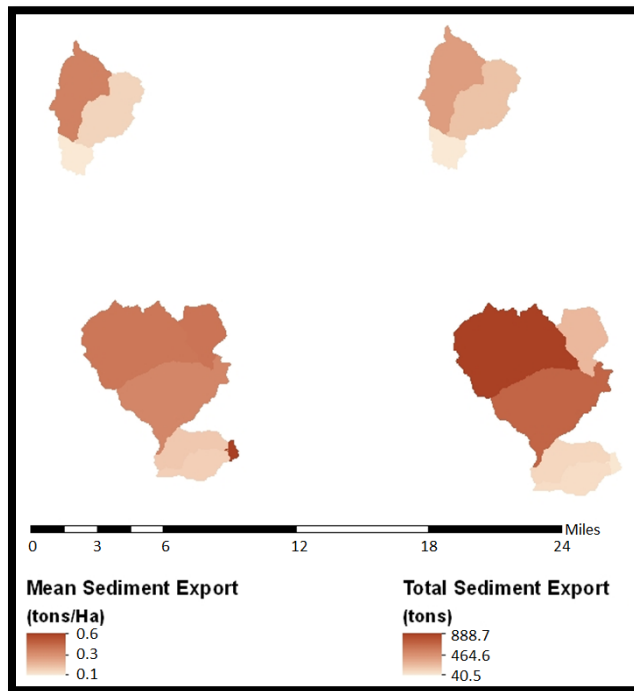 Miles
0 3 6 12 18 24
Mean Sediment Export
(tons/Ha)
0.6
0.3
0.1
Total Sediment Export
(tons)
888.7
464.6
40.5